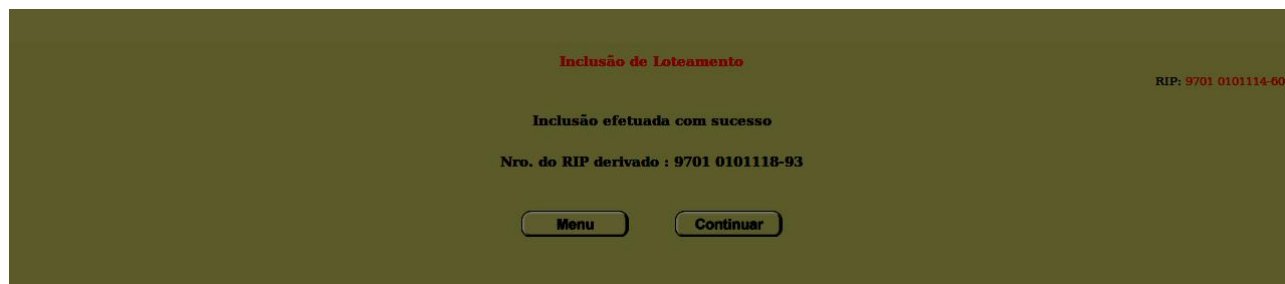 Inclusão de Loteamento
RIP: 9701 0101114-60
Inclusão efetuada com sucesso
Nro. do RIP derivado : 9701 0101118-93
Menu
Continuar